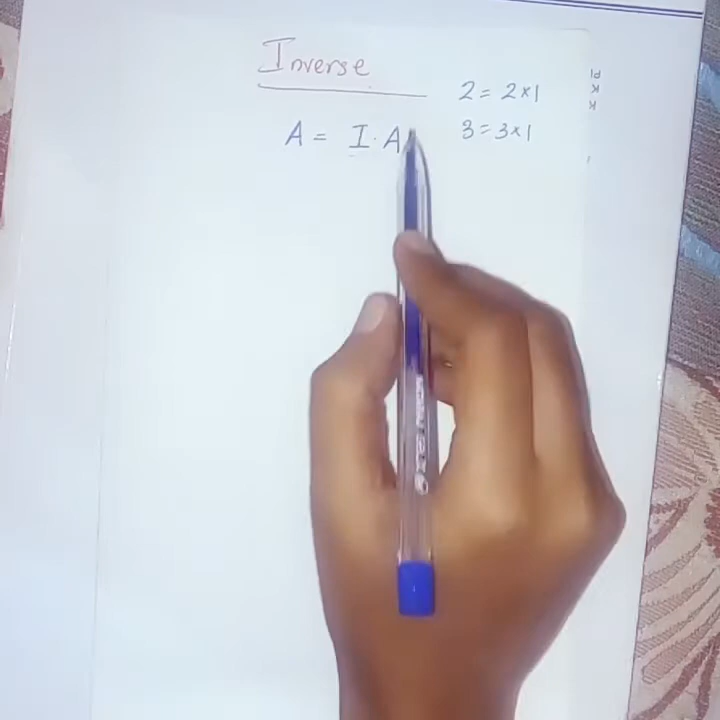 Inverse
2 = 2×1
A = I·A
3 = 3×1